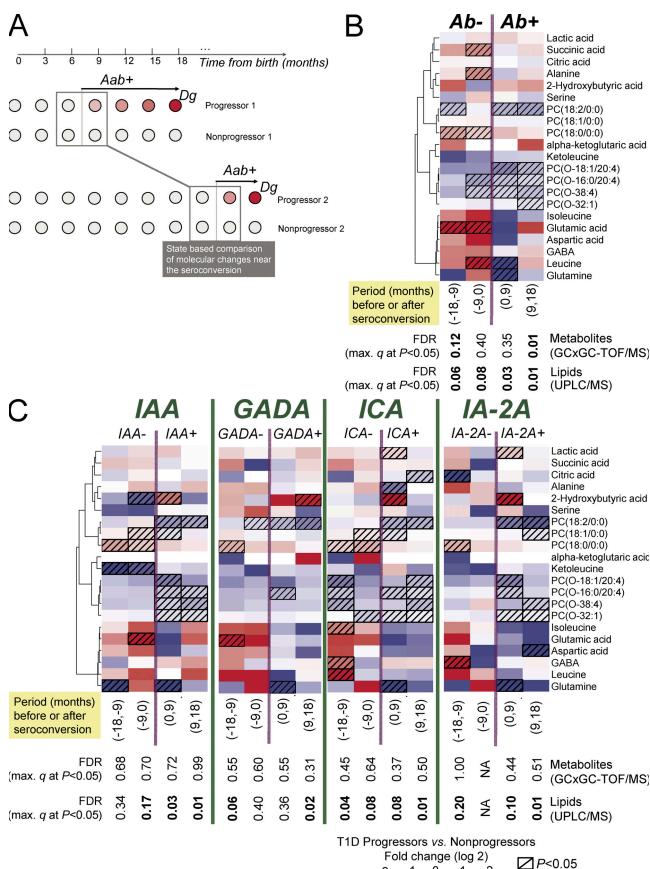 A
...
0 3 6 9 12 15 18 Time from birth (months)
Aab+
Dg
Progressor 1
Nonprogressor 1
Aab+
Dg
Progressor 2
Nonprogressor 2
State based comparison
of molecular changes near
the seroconversion
B
Ab- Ab+
Lactic acid
Succinic acid
Citric acid
Alanine
2-Hydroxybutyric acid
Serine
PC(18:2/0:0)
PC(18:1/0:0)
PC(18:0/0:0)
alpha-ketoglutaric acid
Ketoleucine
PC(O-18:1/20:4)
PC(O-16:0/20:4)
PC(O-38:4)
PC(O-32:1)
Isoleucine
Glutamic acid
Aspartic acid
GABA
Leucine
Glutamine
Period (months)
before or after
seroconversion
(-18,-9) (-9,0) (0,9) (9,18)
FDR
(max. q at P<0.05)
0.12 0.40 0.35 0.01
Metabolites
(GCxGC-TOF/MS)
FDR
(max. q at P<0.05)
0.06 0.08 0.03 0.01
Lipids
(UPLC/MS)
C
IAA GADA ICA IA-2A
IAA- IAA+ GADA- GADA+ ICA- ICA+ IA-2A- IA-2A+
Lactic acid
Succinic acid
Citric acid
Alanine
2-Hydroxybutyric acid
Serine
PC(18:2/0:0)
PC(18:1/0:0)
PC(18:0/0:0)
alpha-ketoglutaric acid
Ketoleucine
PC(O-18:1/20:4)
PC(O-16:0/20:4)
PC(O-38:4)
PC(O-32:1)
Isoleucine
Glutamic acid
Aspartic acid
GABA
Leucine
Glutamine
Period (months)
before or after
seroconversion
(-18,-9) (-9,0) (0,9) (9,18) (-18,-9) (-9,0) (0,9) (9,18) (-18,-9) (-9,0) (0,9) (9,18) (-18,-9) (-9,0) (0,9) (9,18)
FDR
(max. q at P<0.05)
0.68 0.70 0.72 0.99 0.55 0.60 0.55 0.31 0.45 0.64 0.37 0.50 1.00 NA 0.44 0.51
Metabolites
(GCxGC-TOF/MS)
FDR
(max. q at P<0.05)
0.34 0.17 0.03 0.01 0.06 0.40 0.36 0.02 0.04 0.08 0.08 0.01 0.20 NA 0.10 0.01
Lipids
(UPLC/MS)
T1D Progressors vs. Nonprogressors
Fold change (log 2)
P<0.05